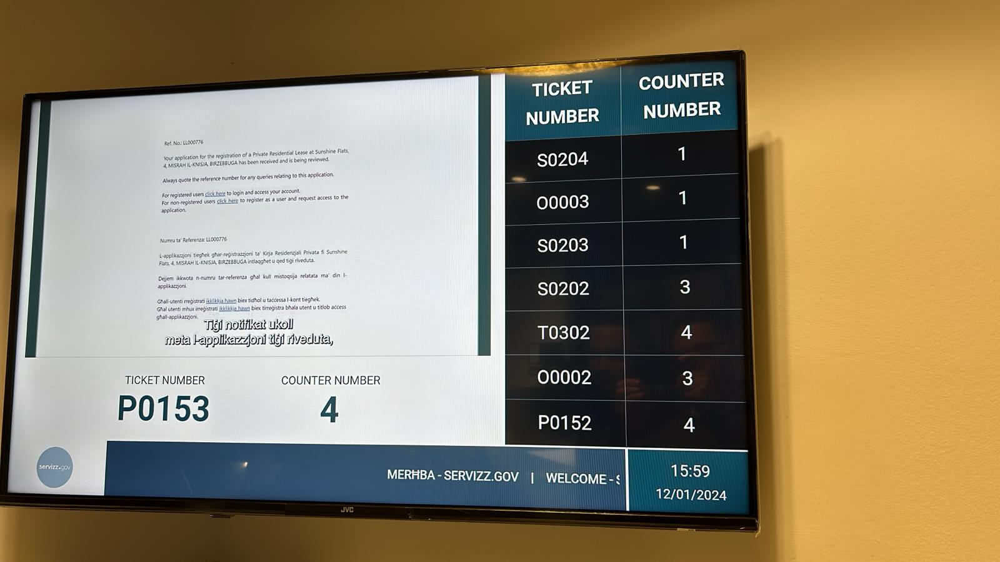 Ref. No.: LL000776
Your application for the registration of a Private Residential Lease at Sunshine Flats,
4, MISRAH IL-KNISJA, BIRZEBBUGA has been received and is being reviewed.
Always quote the reference number for any queries relating to this application.
For registered users click here to login and access your account.
For non-registered users click here to register as a user and request access to the
application.
Numru ta' Referenza: LL000776
L-applikazzjoni tiegħek għar-reġistrazzjoni ta' Kirja Residenzjali Privata fi Sunshine
Flats, 4, MISRAH IL-KNISJA, BIRZEBBUGA intlaqgħet u qed tiġi riveduta.
Dejjem ikkwota n-numru tar-referenza għal kull mistoqsija relatata ma' din l-
applikazzjoni.
Għall-utenti rreġistrati ikklikkja hawn biex tidħol u taċċessa l-kont tiegħek.
Għal utenti mhux irreġistrati ikklikkja hawn biex tirreġistra bħala utent u titlob aċċess
għall-applikazzjoni.
Tiġi notifikat ukoll
meta l-applikazzjoni tiġi riveduta,
TICKET NUMBER COUNTER NUMBER
P0153 4
TICKET NUMBER COUNTER NUMBER
S0204 1
O0003 1
S0203 1
S0202 3
T0302 4
O0002 3
P0152 4
servizz.gov
MERĦBA - SERVIZZ.GOV | WELCOME - S
15:59
12/01/2024
JVC